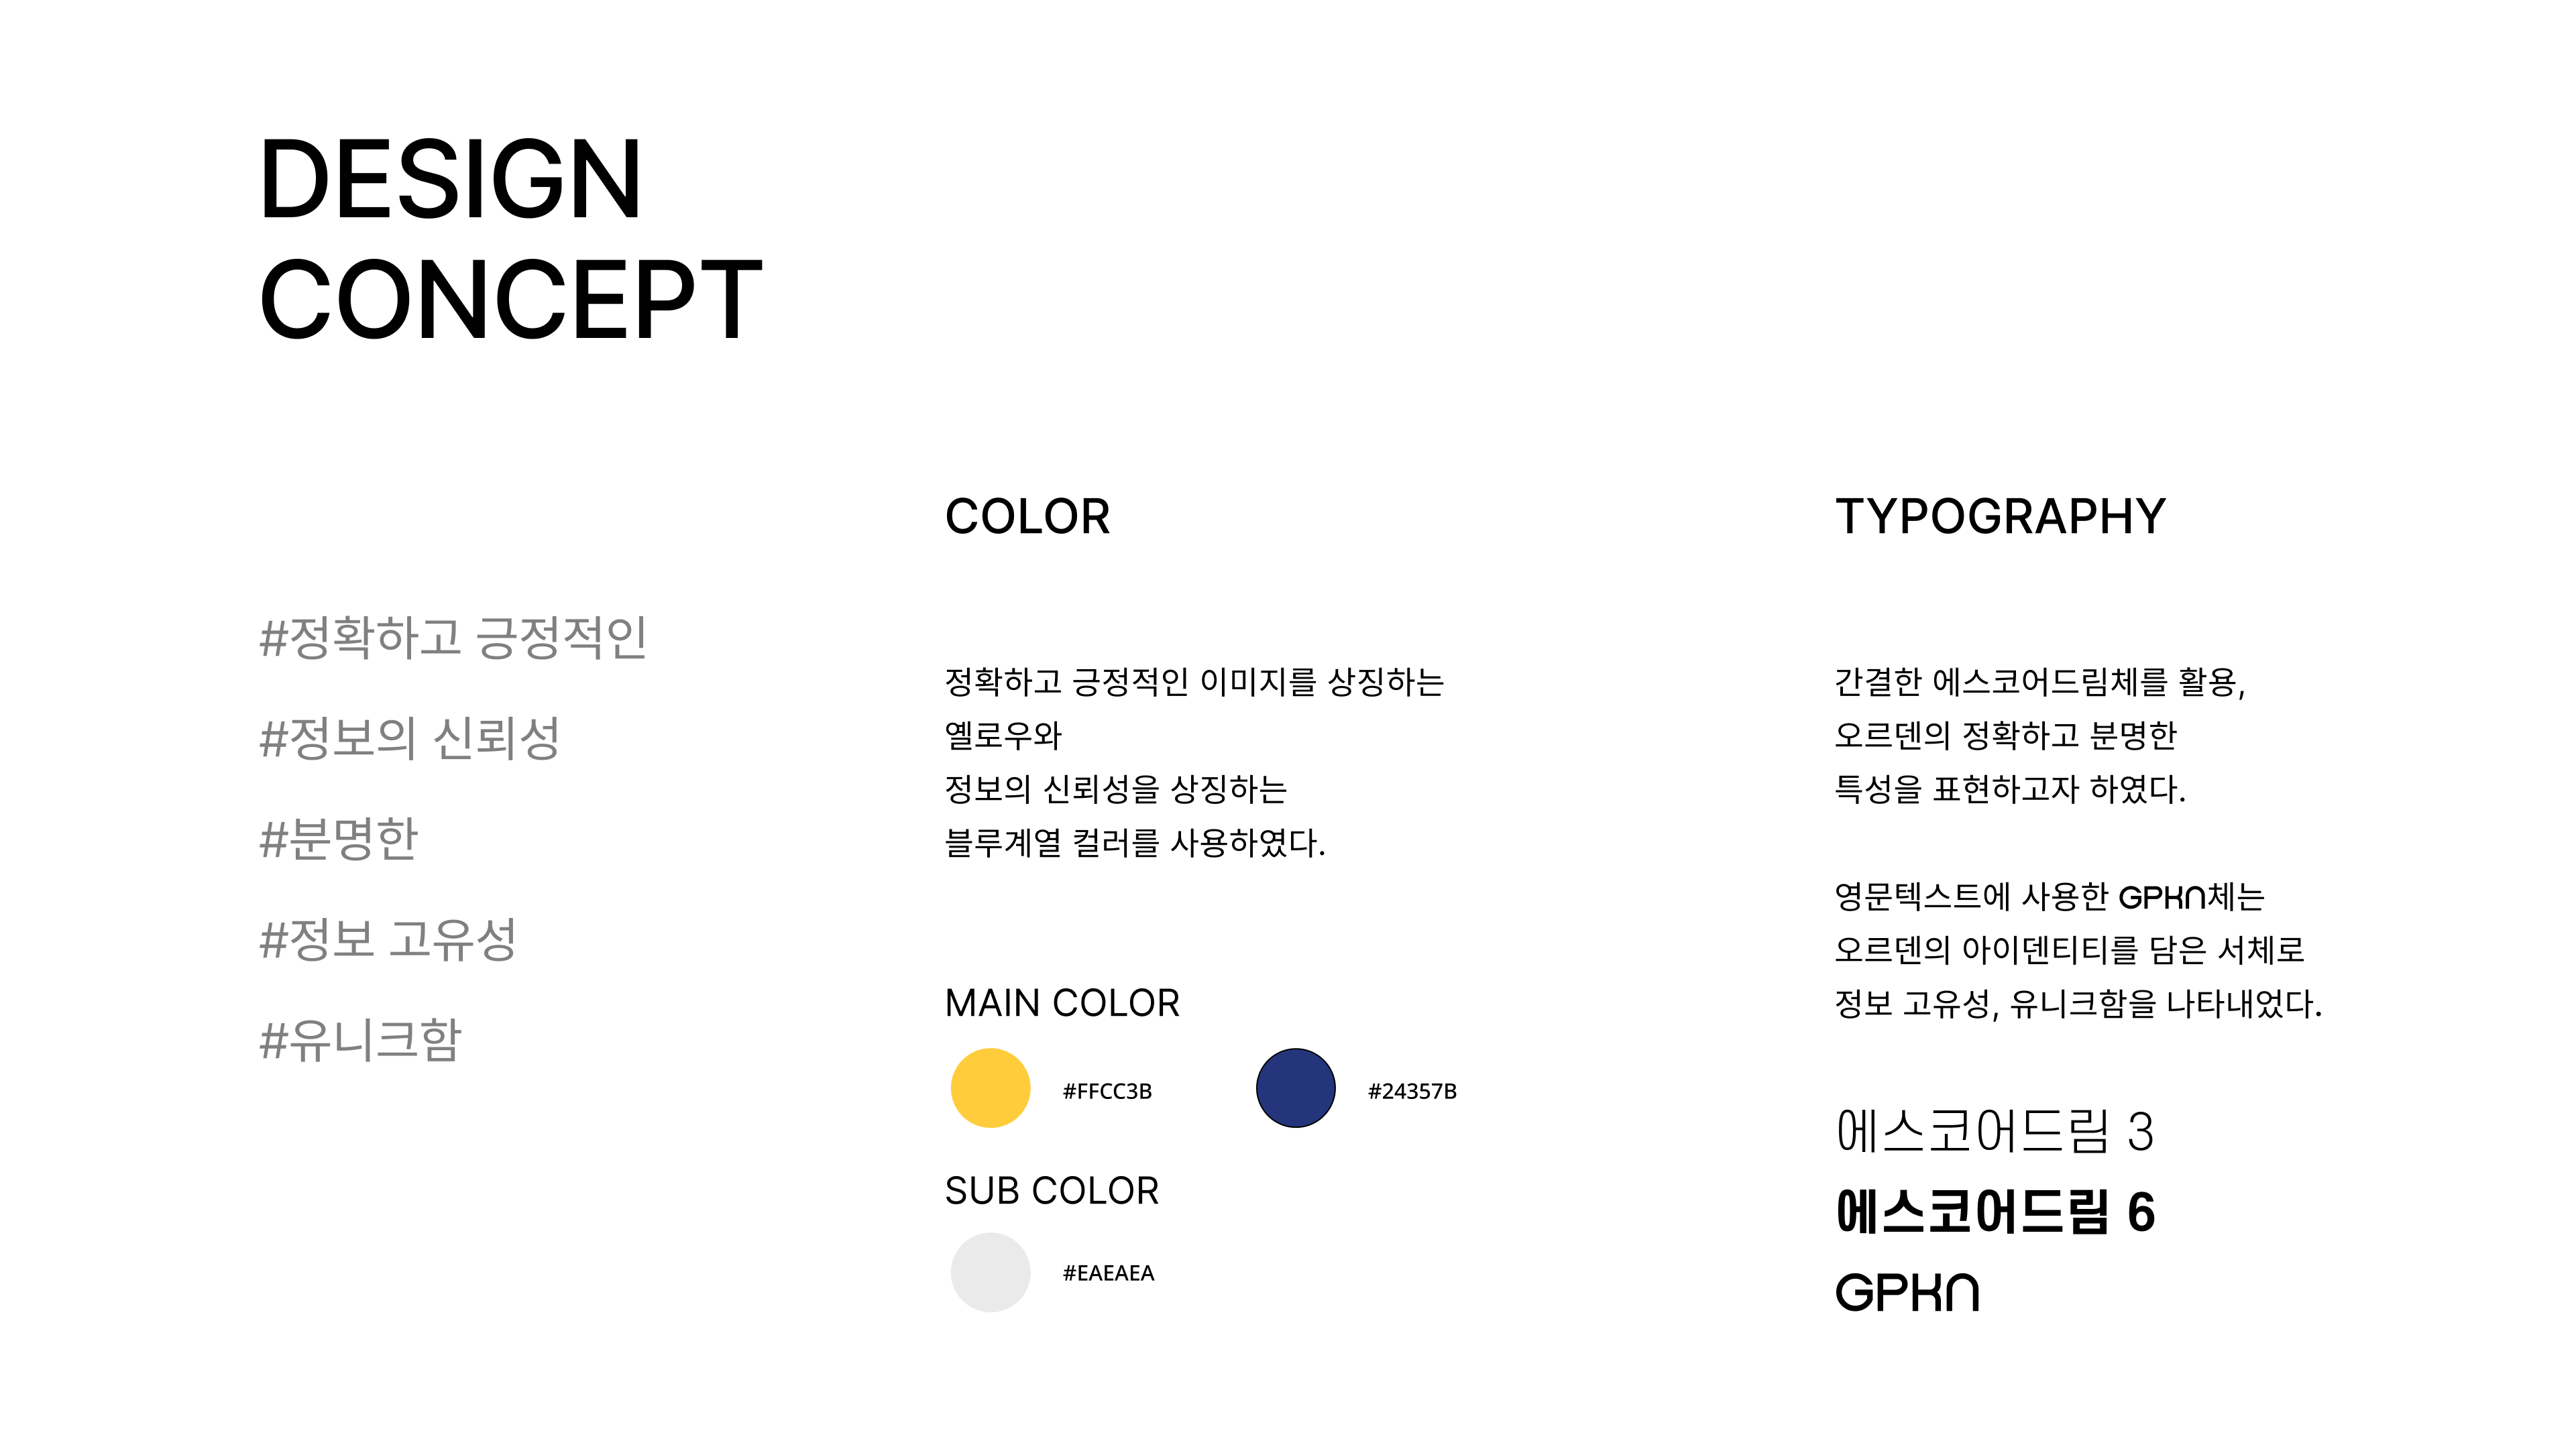 DESIGN
CONCEPT
#정확하고 긍정적인
#정보의 신뢰성
#분명한
#정보 고유성
#유니크함
COLOR
정확하고 긍정적인 이미지를 상징하는
옐로우와
정보의 신뢰성을 상징하는
블루계열 컬러를 사용하였다.
MAIN COLOR
#FFCC3B
#24357B
SUB COLOR
#EAEAEA
TYPOGRAPHY
간결한 에스코어드림체를 활용,
오르덴의 정확하고 분명한
특성을 표현하고자 하였다.
영문텍스트에 사용한 GPKN체는
오르덴의 아이덴티티를 담은 서체로
정보 고유성, 유니크함을 나타내었다.
에스코어드림 3
에스코어드림 6
GPKN